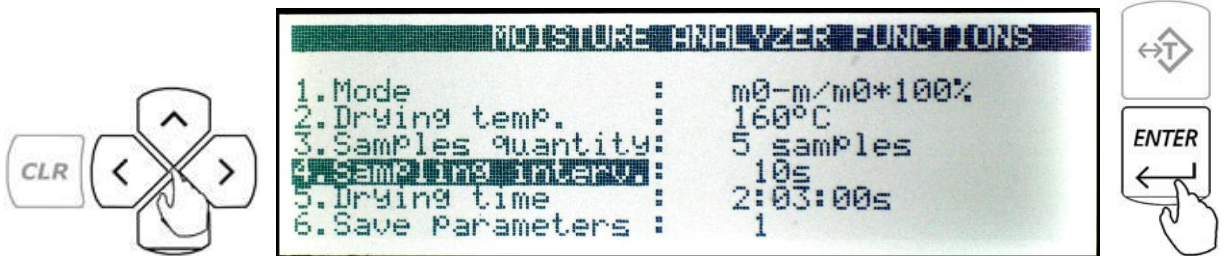 CLR
MOISTURE ANALYZER FUNCTIONS
1.Mode : m0-m/m0*100%
2.Drying temp. : 160°C
3.Samples quantity: 5 samples
4.Sampling interv.: 10s
5.Drying time : 2:03:00s
6.Save Parameters : 1
↔T
ENTER